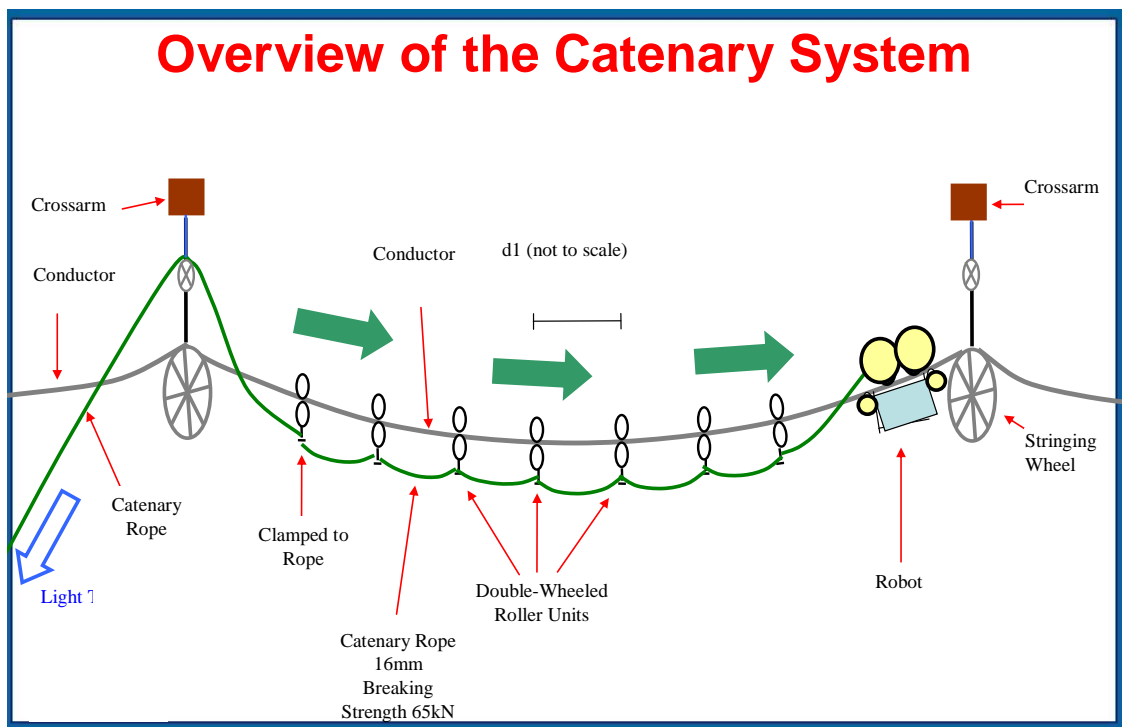 Overview of the Catenary System
Crossarm
Crossarm
Conductor
d1 (not to scale)
Conductor
Catenary
Rope
Clamped to
Rope
Double-Wheeled
Roller Units
Robot
Stringing
Wheel
Light
Catenary Rope
16mm
Breaking
Strength 65kN